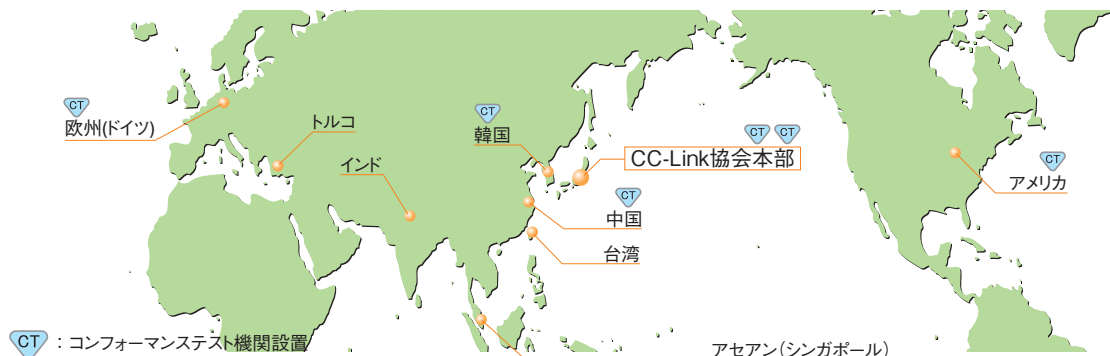 CT
欧州(ドイツ)
トルコ
インド
CT
韓国
CT CT
CC-Link協会本部
CT
中国
台湾
CT
アメリカ
CT : コンフォーマンステスト機関設置
アセアン(シンガポール)